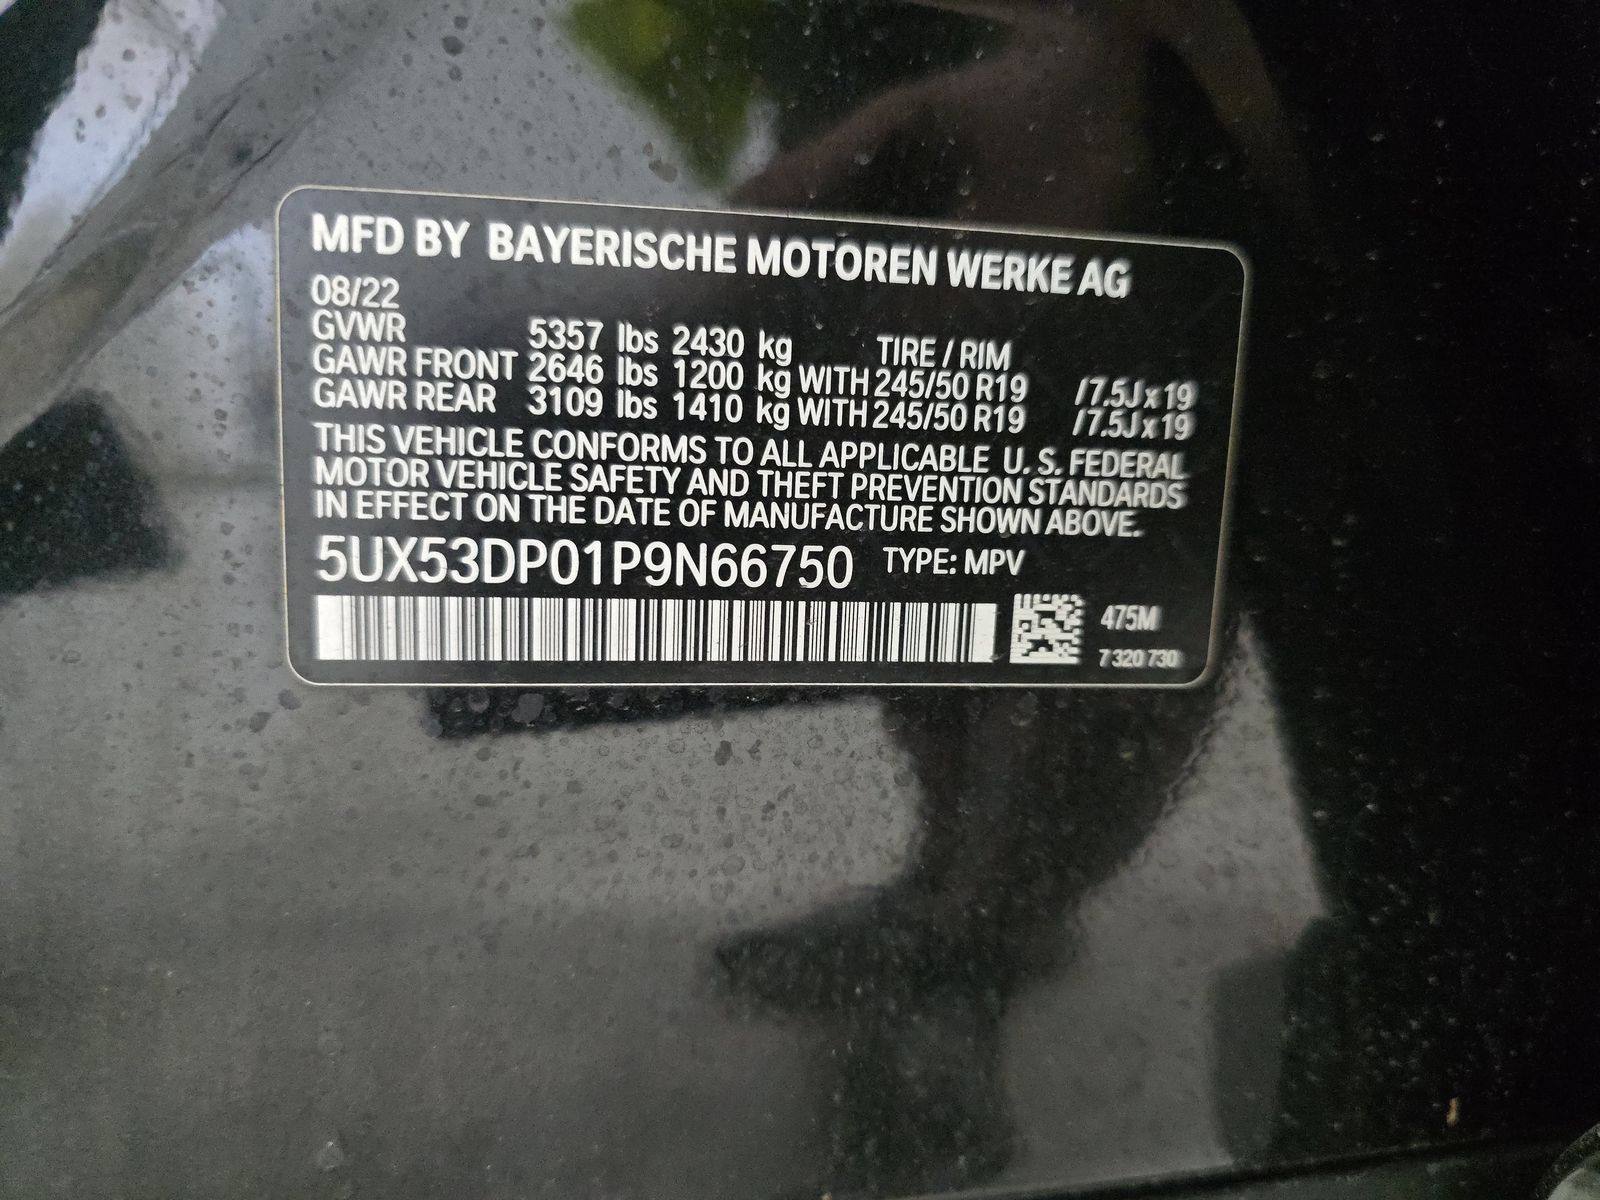 MFD BY BAYERISCHE MOTOREN WERKE AG
08/22
GVWR 5357 lbs 2430 kg TIRE / RIM
GAWR FRONT 2646 lbs 1200 kg WITH 245/50 R19 / 7.5J x 19
GAWR REAR 3109 lbs 1410 kg WITH 245/50 R19 / 7.5J x 19
THIS VEHICLE CONFORMS TO ALL APPLICABLE U. S. FEDERAL
MOTOR VEHICLE SAFETY AND THEFT PREVENTION STANDARDS
IN EFFECT ON THE DATE OF MANUFACTURE SHOWN ABOVE.
5UX53DP01P9N66750 TYPE: MPV
475M
7 320 730